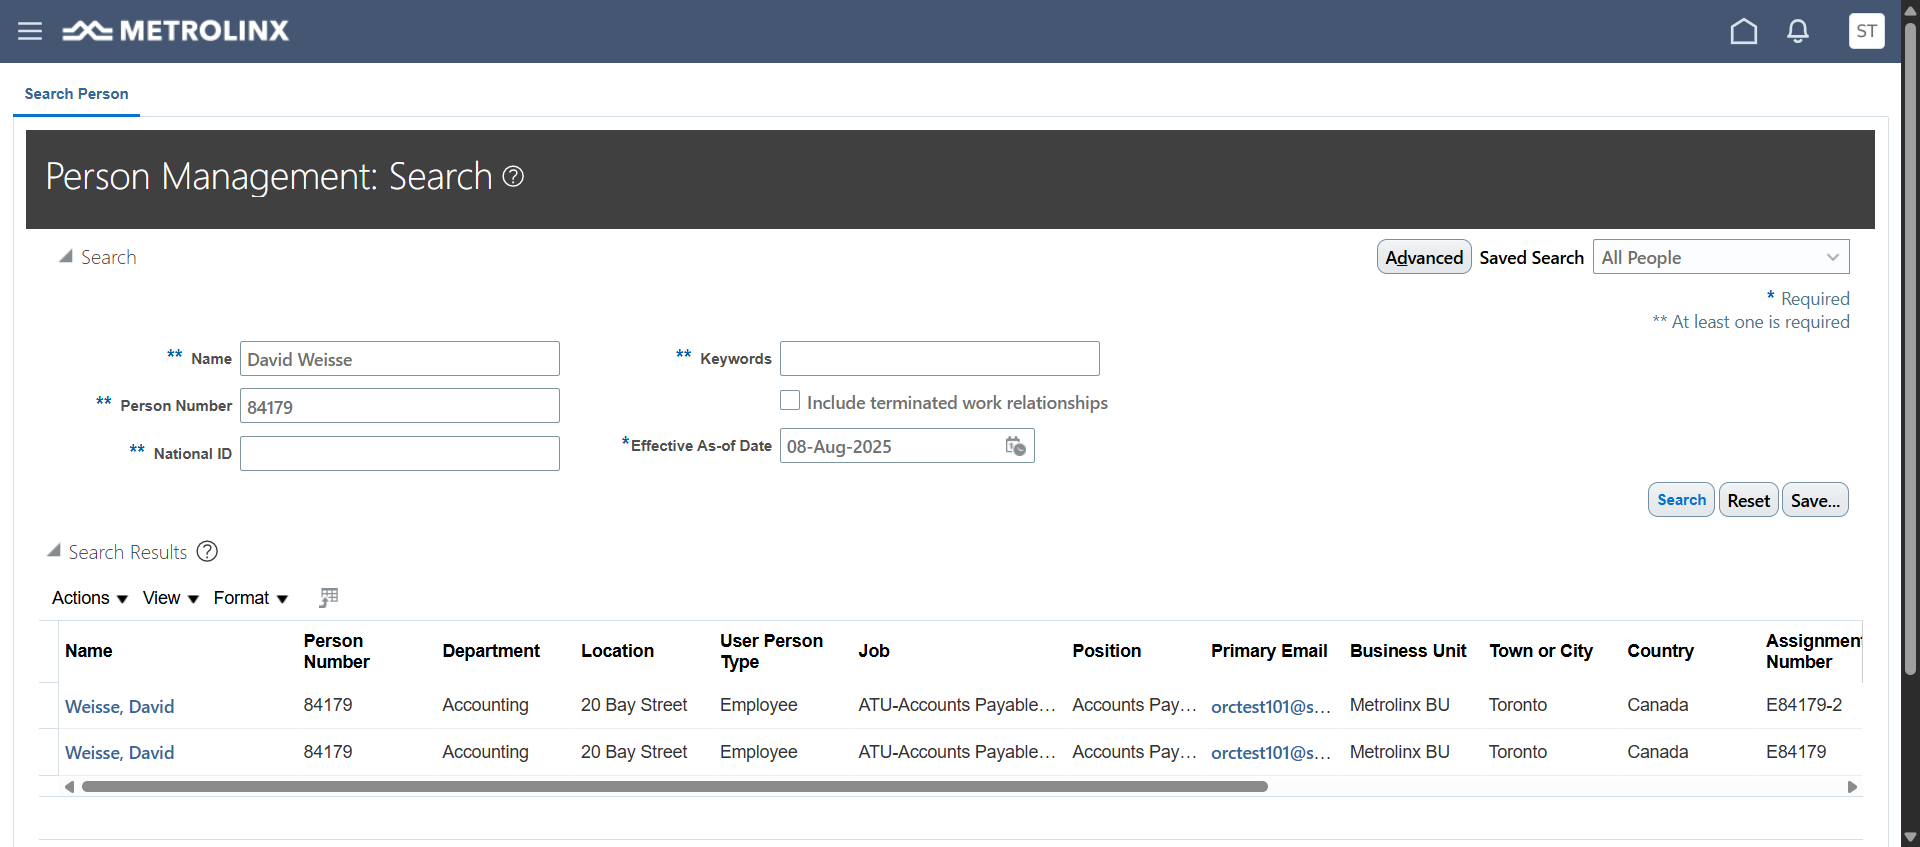 METROLINX
ST
Search Person
Person Management: Search
Search
Advanced Saved Search All People
* Required
** At least one is required
** Name David Weisse
** Keywords
** Person Number 84179
Include terminated work relationships
** National ID
*Effective As-of Date 08-Aug-2025
Search Reset Save...
Search Results
Actions View Format
Name Person Number Department Location User Person Type Job Position Primary Email Business Unit Town or City Country Assignment Number
Weisse, David 84179 Accounting 20 Bay Street Employee ATU-Accounts Payable... Accounts Pay... orctest101@s... Metrolinx BU Toronto Canada E84179-2
Weisse, David 84179 Accounting 20 Bay Street Employee ATU-Accounts Payable... Accounts Pay... orctest101@s... Metrolinx BU Toronto Canada E84179